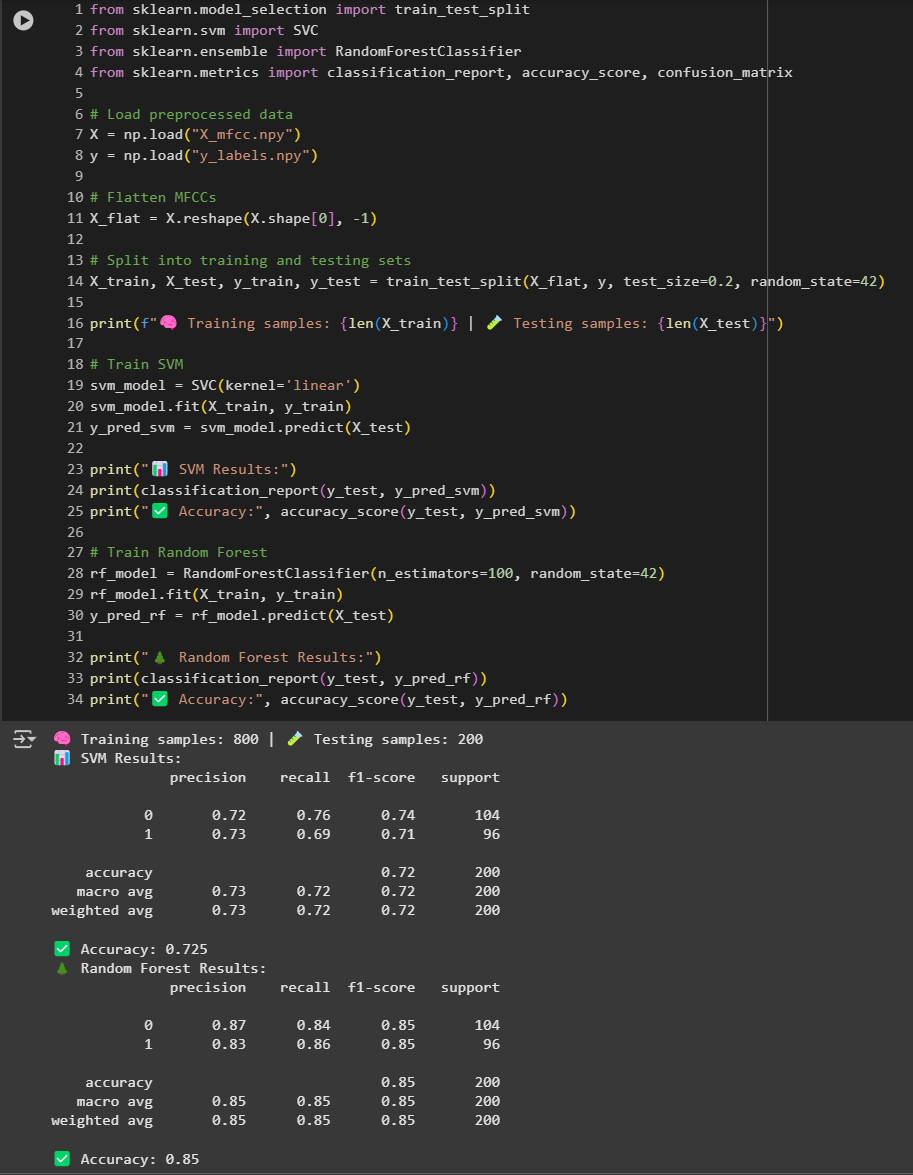 1 from sklearn.model_selection import train_test_split
2 from sklearn.svm import SVC
3 from sklearn.ensemble import RandomForestClassifier
4 from sklearn.metrics import classification_report, accuracy_score, confusion_matrix
5
6 # Load preprocessed data
7 X = np.load("X_mfcc.npy")
8 y = np.load("y_labels.npy")
9
10 # Flatten MFCCs
11 X_flat = X.reshape(X.shape[0], -1)
12
13 # Split into training and testing sets
14 X_train, X_test, y_train, y_test = train_test_split(X_flat, y, test_size=0.2, random_state=42)
15
16 print(f"🧠 Training samples: {len(X_train)} | 🧪 Testing samples: {len(X_test)}")
17
18 # Train SVM
19 svm_model = SVC(kernel='linear')
20 svm_model.fit(X_train, y_train)
21 y_pred_svm = svm_model.predict(X_test)
22
23 print("📊 SVM Results:")
24 print(classification_report(y_test, y_pred_svm))
25 print("✅ Accuracy:", accuracy_score(y_test, y_pred_svm))
26
27 # Train Random Forest
28 rf_model = RandomForestClassifier(n_estimators=100, random_state=42)
29 rf_model.fit(X_train, y_train)
30 y_pred_rf = rf_model.predict(X_test)
31
32 print("🌲 Random Forest Results:")
33 print(classification_report(y_test, y_pred_rf))
34 print("✅ Accuracy:", accuracy_score(y_test, y_pred_rf))
🧠 Training samples: 800 | 🧪 Testing samples: 200
📊 SVM Results:
precision recall f1-score support
0 0.72 0.76 0.74 104
1 0.73 0.69 0.71 96
accuracy 0.72 200
macro avg 0.73 0.72 0.72 200
weighted avg 0.73 0.72 0.72 200
✅ Accuracy: 0.725
🌲 Random Forest Results:
precision recall f1-score support
0 0.87 0.84 0.85 104
1 0.83 0.86 0.85 96
accuracy 0.85 200
macro avg 0.85 0.85 0.85 200
weighted avg 0.85 0.85 0.85 200
✅ Accuracy: 0.85